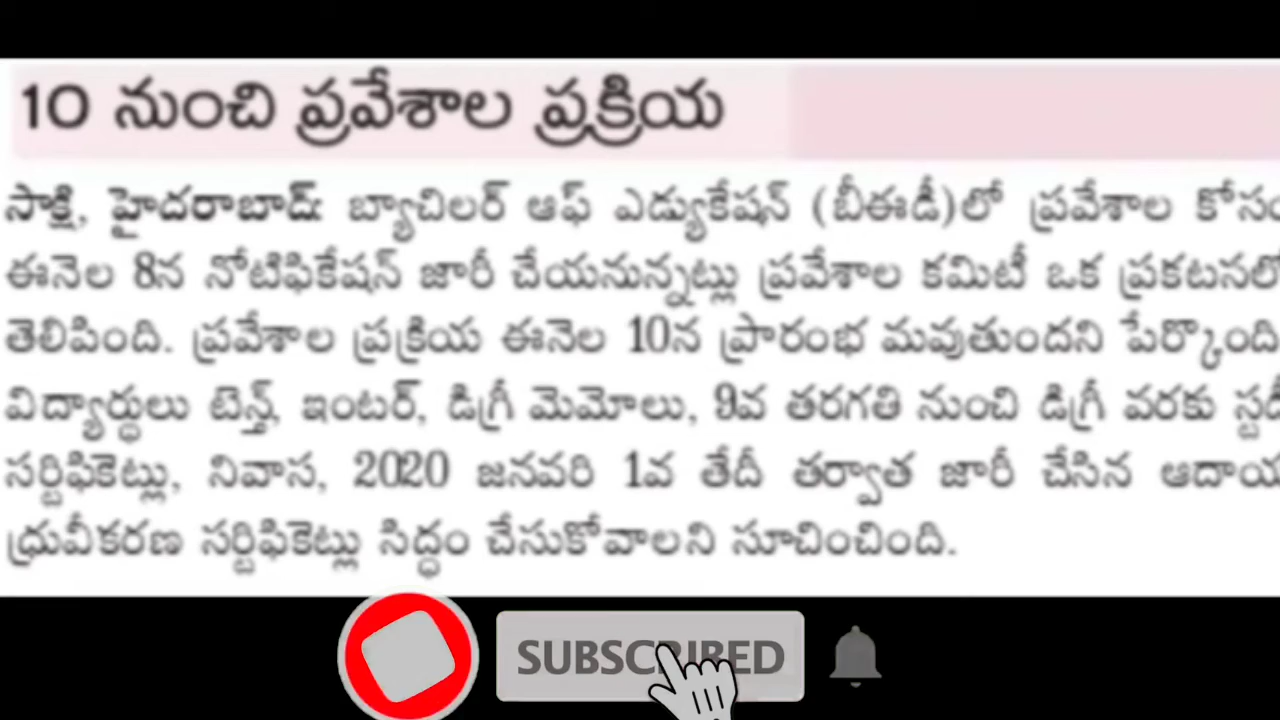 10 నుంచి ప్రవేశాల ప్రక్రియ
సాక్షి, హైదరాబాద్: బ్యాచిలర్ ఆఫ్ ఎడ్యుకేషన్ (బీఈడీ)లో ప్రవేశాల కోసం
ఈనెల 8న నోటిఫికేషన్ జారీ చేయనున్నట్లు ప్రవేశాల కమిటీ ఒక ప్రకటనలో
తెలిపింది. ప్రవేశాల ప్రక్రియ ఈనెల 10న ప్రారంభ మవుతుందని పేర్కొంది.
విద్యార్థులు టెన్త్, ఇంటర్, డిగ్రీ మెమోలు, 9వ తరగతి నుంచి డిగ్రీ వరకు స్టడీ
సర్టిఫికెట్లు, నివాస, 2020 జనవరి 1వ తేదీ తర్వాత జారీ చేసిన ఆదాయ
ధ్రువీకరణ సర్టిఫికెట్లు సిద్ధం చేసుకోవాలని సూచించింది.
SUBSCRIBED